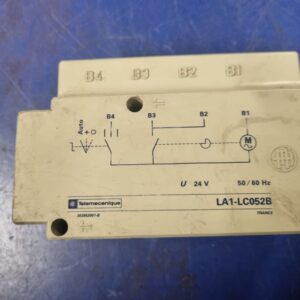 B4 B3 B2 B1
B4 B3 B2 B1
Auto +O
M
U 24 V 50/60 Hz
Telemecanique LA1-LC052B
FRANCE